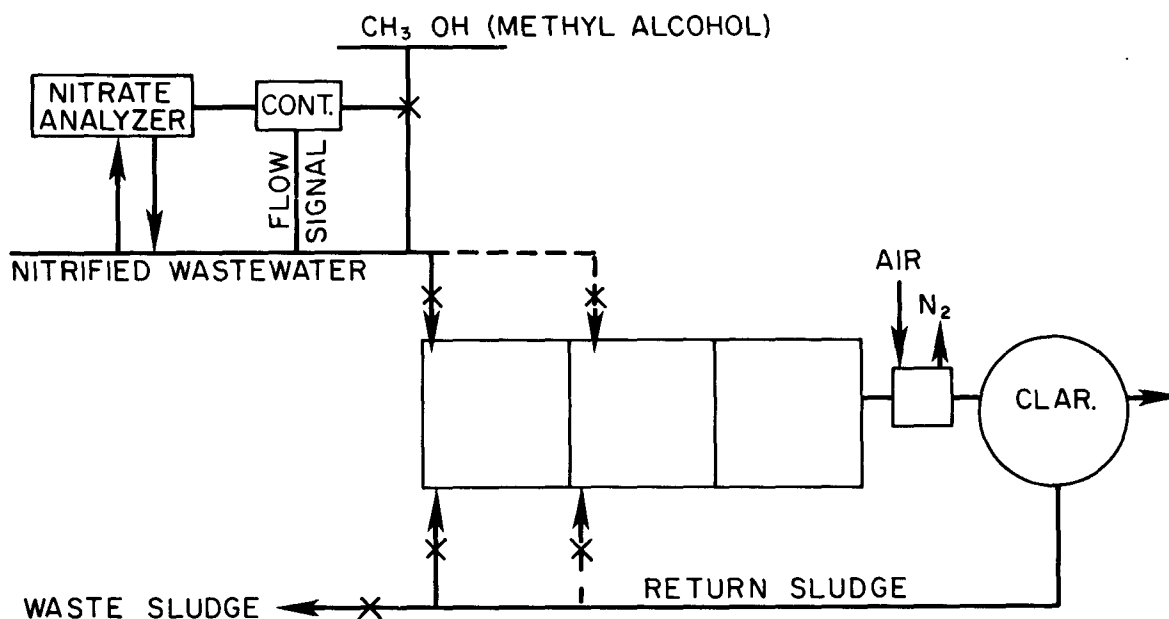 CH₃ OH (METHYL ALCOHOL)
NITRATE
ANALYZER
CONT.
FLOW
SIGNAL
NITRIFIED WASTEWATER
AIR
N₂
CLAR.
RETURN SLUDGE
WASTE SLUDGE